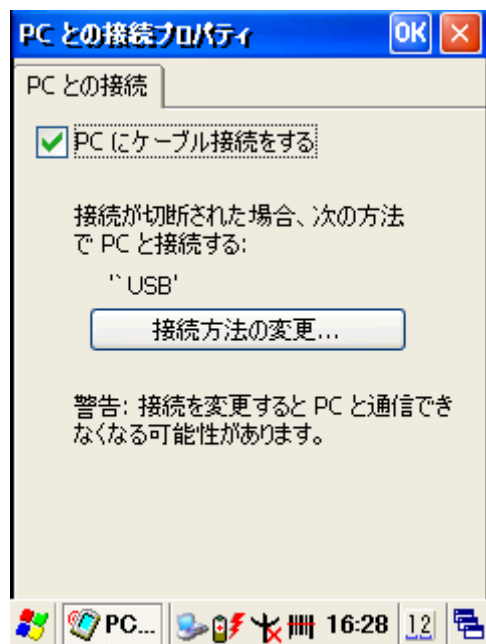 PC との接続プロパティ OK
PC との接続
PC にケーブル接続をする
接続が切断された場合、次の方法
で PC と接続する:
'` USB'
接続方法の変更...
警告: 接続を変更すると PC と通信でき
なくなる可能性があります。
PC... 16:28 12